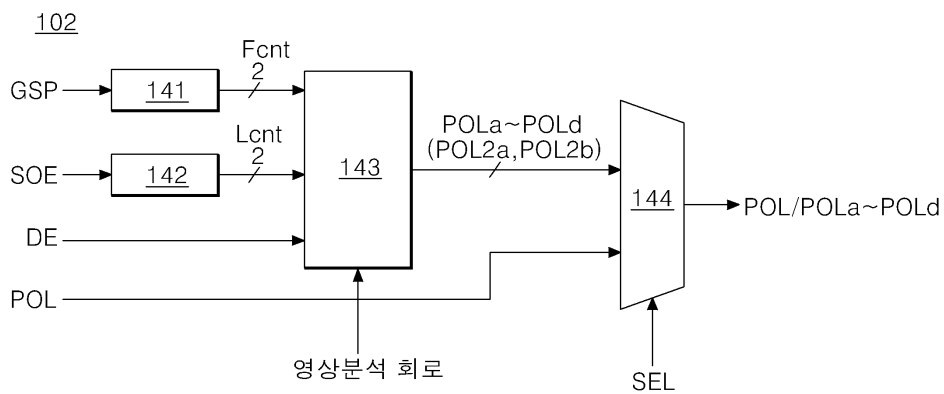 102
Fcnt
2
GSP
141
Lcnt
2
SOE
142
143
POLa~POLd
(POL2a,POL2b)
144
POL/POLa~POLd
DE
POL
영상분석 회로
SEL